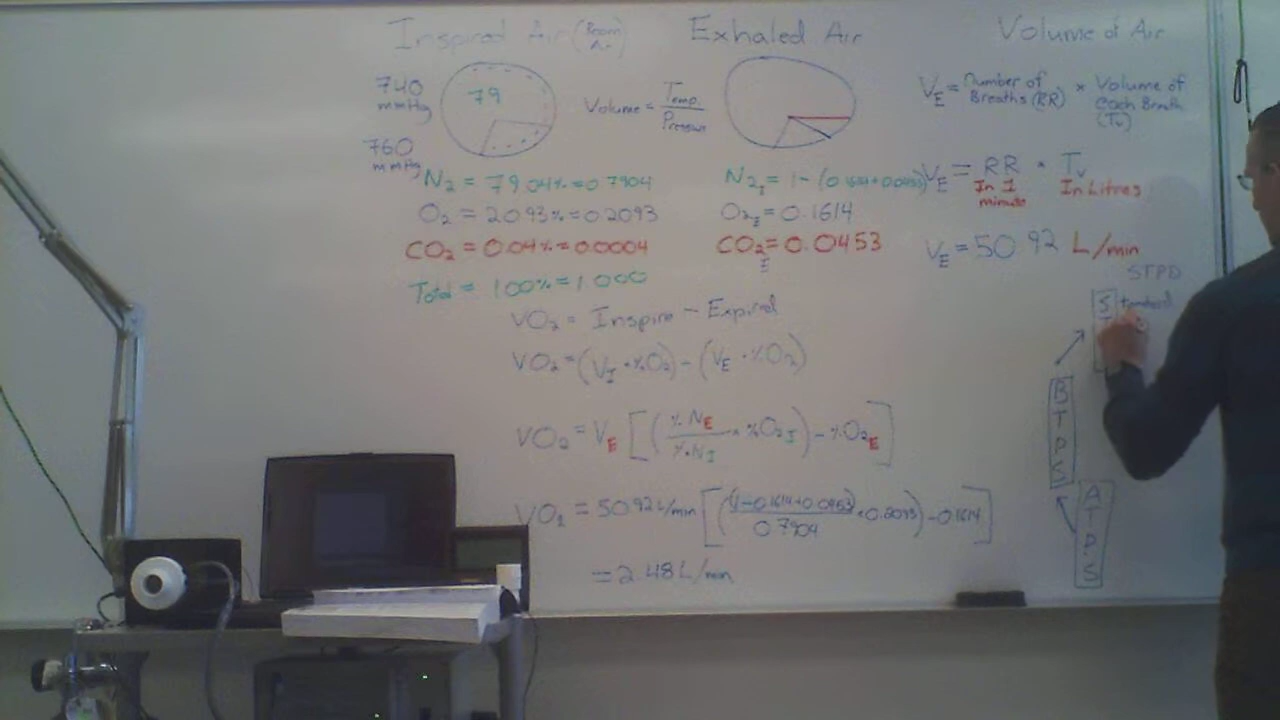 Inspired Air (Room Air)
740 mmHg
760 mmHg
79
Volume = Temp. / Pressure
N₂ = 79.04% = 0.7904
O₂ = 20.93% = 0.2093
CO₂ = 0.04% = 0.0004
Total = 100% = 1.000
Exhaled Air
N₂E = 1 - (0.1614 + 0.0453)
O₂E = 0.1614
CO₂E = 0.0453
Volume of Air
VE = Number of Breaths (RR) × Volume of Each Breath (Tv)
VE = RR · Tv
In 1 minute
In Litres
VE = 50.92 L/min
STPD
Standard
BTPS
ATPS
VO₂ = Inspire - Expired
VO₂ = (VI · %O₂) - (VE · %O₂)
VO₂ = VE [(%NE / %NI × %O₂I) - %O₂E]
VO₂ = 50.92 L/min [((1-0.1614+0.0453) / 0.7904 × 0.2093) - 0.1614]
= 2.48 L/min